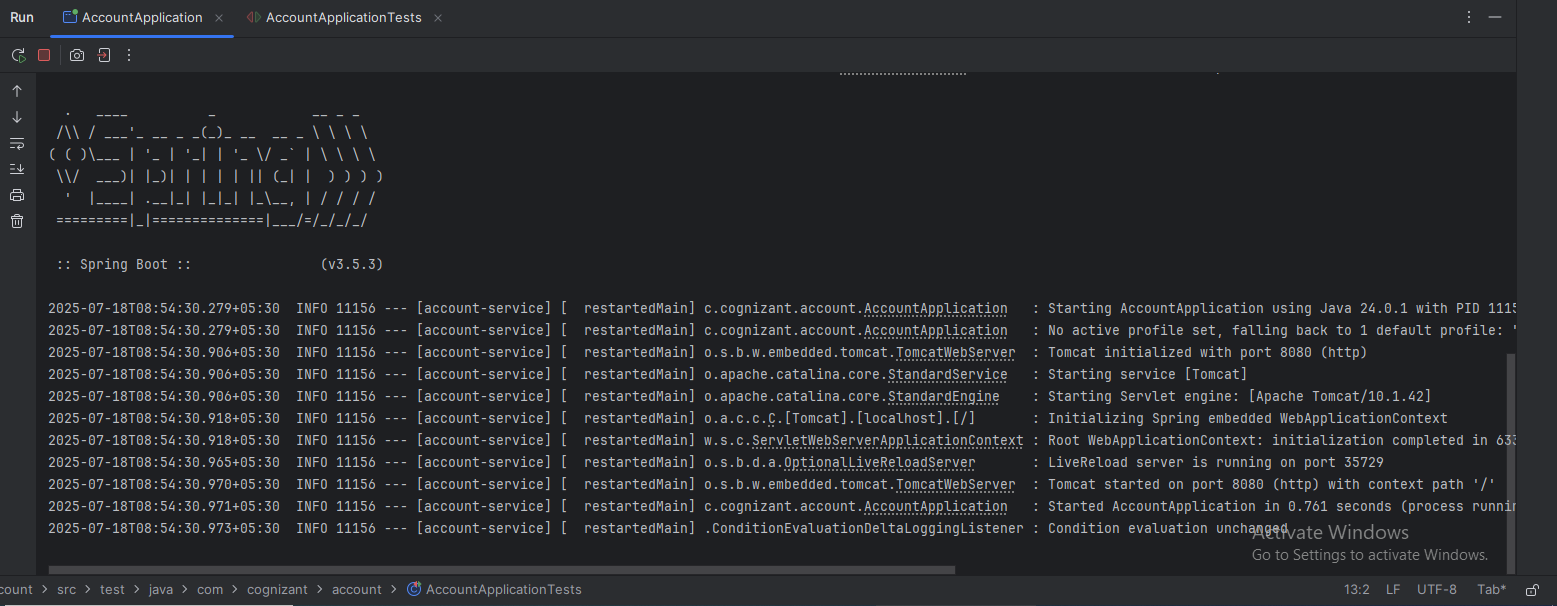 Run AccountApplication AccountApplicationTests
  .   ____          _            __ _ _
 /\\ / ___'_ __ _ _(_)_ __  __ _ \ \ \ \
( ( )\___ | '_ | '_| | '_ \/ _` | \ \ \ \
 \\/  ___)| |_)| | | | | || (_| |  ) ) ) )
  '  |____| .__|_| |_|_| |_\__, | / / / /
 =========|_|==============|___/=/_/_/_/
:: Spring Boot :: (v3.5.3)
2025-07-18T08:54:30.279+05:30  INFO 11156 --- [account-service] [  restartedMain] c.cognizant.account.AccountApplication   : Starting AccountApplication using Java 24.0.1 with PID 1115
2025-07-18T08:54:30.279+05:30  INFO 11156 --- [account-service] [  restartedMain] c.cognizant.account.AccountApplication   : No active profile set, falling back to 1 default profile: "
2025-07-18T08:54:30.906+05:30  INFO 11156 --- [account-service] [  restartedMain] o.s.b.w.embedded.tomcat.TomcatWebServer  : Tomcat initialized with port 8080 (http)
2025-07-18T08:54:30.906+05:30  INFO 11156 --- [account-service] [  restartedMain] o.apache.catalina.core.StandardService   : Starting service [Tomcat]
2025-07-18T08:54:30.906+05:30  INFO 11156 --- [account-service] [  restartedMain] o.apache.catalina.core.StandardEngine    : Starting Servlet engine: [Apache Tomcat/10.1.42]
2025-07-18T08:54:30.918+05:30  INFO 11156 --- [account-service] [  restartedMain] o.a.c.c.C.[Tomcat].[localhost].[/]       : Initializing Spring embedded WebApplicationContext
2025-07-18T08:54:30.918+05:30  INFO 11156 --- [account-service] [  restartedMain] w.s.c.ServletWebServerApplicationContext : Root WebApplicationContext: initialization completed in 633
2025-07-18T08:54:30.965+05:30  INFO 11156 --- [account-service] [  restartedMain] o.s.b.d.a.OptionalLiveReloadServer       : LiveReload server is running on port 35729
2025-07-18T08:54:30.970+05:30  INFO 11156 --- [account-service] [  restartedMain] o.s.b.w.embedded.tomcat.TomcatWebServer  : Tomcat started on port 8080 (http) with context path '/'
2025-07-18T08:54:30.971+05:30  INFO 11156 --- [account-service] [  restartedMain] c.cognizant.account.AccountApplication   : Started AccountApplication in 0.761 seconds (process runnin
2025-07-18T08:54:30.973+05:30  INFO 11156 --- [account-service] [  restartedMain] .ConditionEvaluationDeltaLoggingListener : Condition evaluation unchanged
Activate Windows
Go to Settings to activate Windows.
count > src > test > java > com > cognizant > account > AccountApplicationTests 13:2 LF UTF-8 Tab*